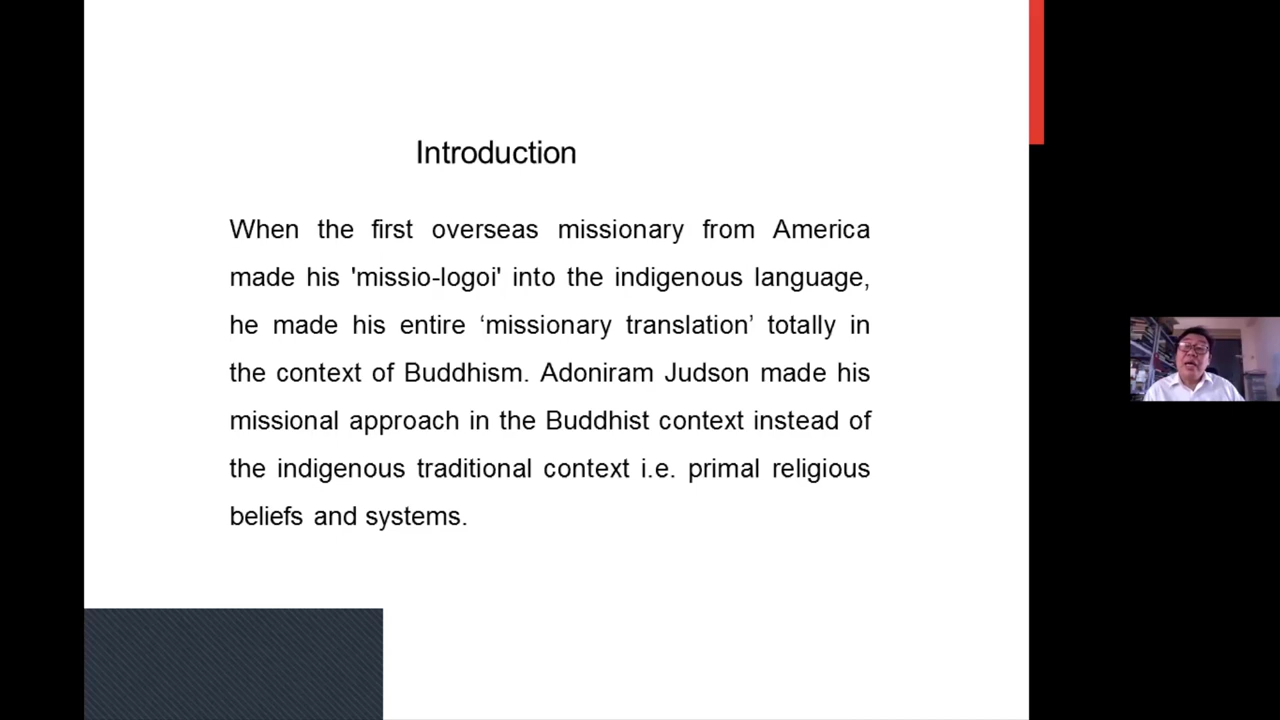 Introduction
When the first overseas missionary from America
made his 'missio-logoi' into the indigenous language,
he made his entire ‘missionary translation’ totally in
the context of Buddhism. Adoniram Judson made his
missional approach in the Buddhist context instead of
the indigenous traditional context i.e. primal religious
beliefs and systems.